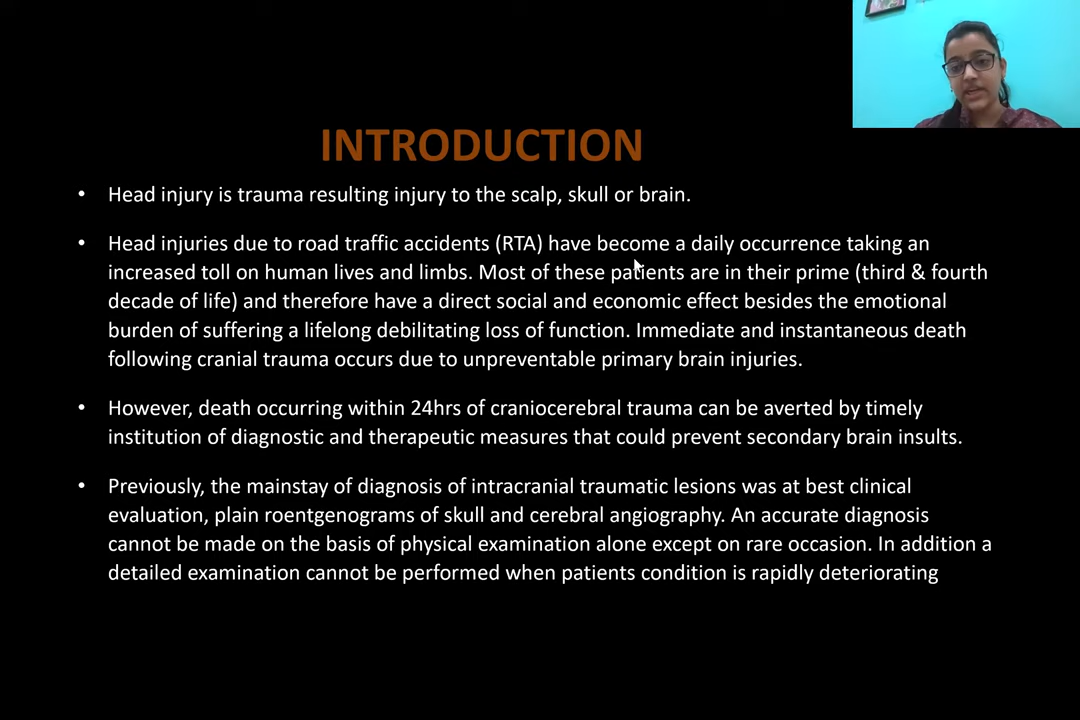 INTRODUCTION
• Head injury is trauma resulting injury to the scalp, skull or brain.
• Head injuries due to road traffic accidents (RTA) have become a daily occurrence taking an
increased toll on human lives and limbs. Most of these patients are in their prime (third & fourth
decade of life) and therefore have a direct social and economic effect besides the emotional
burden of suffering a lifelong debilitating loss of function. Immediate and instantaneous death
following cranial trauma occurs due to unpreventable primary brain injuries.
• However, death occurring within 24hrs of craniocerebral trauma can be averted by timely
institution of diagnostic and therapeutic measures that could prevent secondary brain insults.
• Previously, the mainstay of diagnosis of intracranial traumatic lesions was at best clinical
evaluation, plain roentgenograms of skull and cerebral angiography. An accurate diagnosis
cannot be made on the basis of physical examination alone except on rare occasion. In addition a
detailed examination cannot be performed when patients condition is rapidly deteriorating